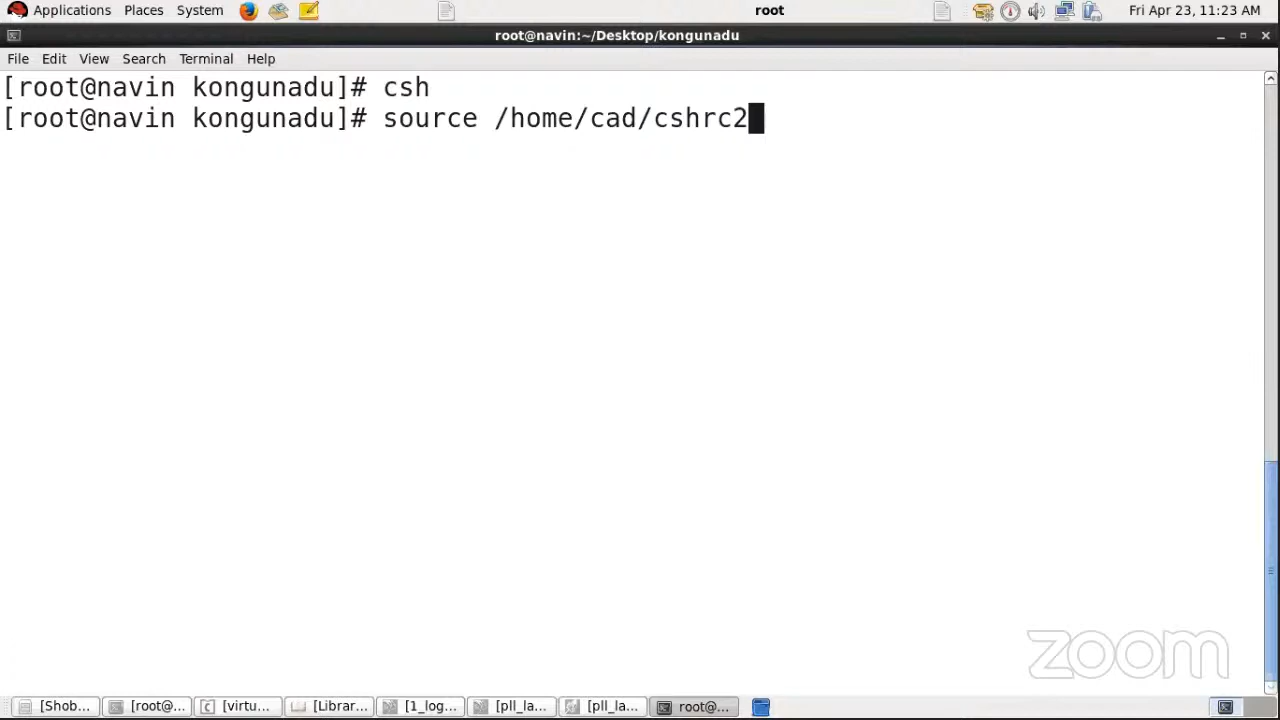 Applications Places System root Fri Apr 23, 11:23 AM
root@navin:~/Desktop/kongunadu
File Edit View Search Terminal Help
[root@navin kongunadu]# csh
[root@navin kongunadu]# source /home/cad/cshrc2
zoom
[Shob... [root@... [virtu... [Librar... [1_log... [pll_la... [pll_la... root@...